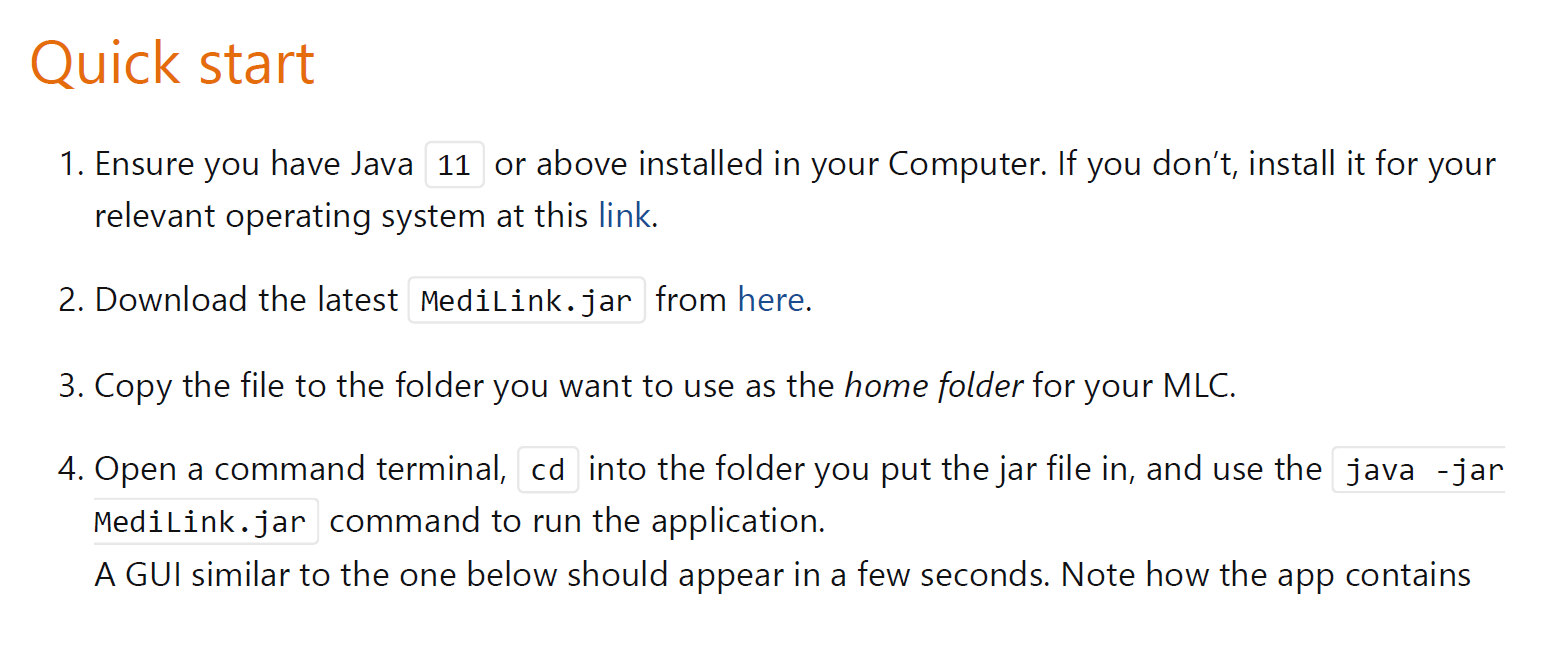 Quick start
1. Ensure you have Java 11 or above installed in your Computer. If you don’t, install it for your
relevant operating system at this link.
2. Download the latest MediLink.jar from here.
3. Copy the file to the folder you want to use as the home folder for your MLC.
4. Open a command terminal, cd into the folder you put the jar file in, and use the java -jar
MediLink.jar command to run the application.
A GUI similar to the one below should appear in a few seconds. Note how the app contains